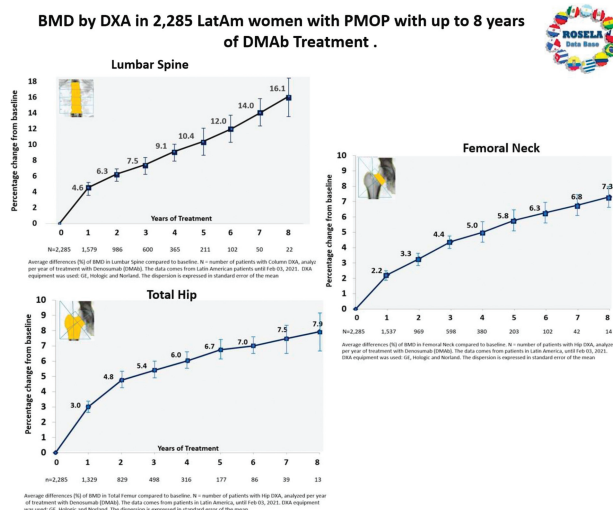 BMD by DXA in 2,285 LatAm women with PMOP with up to 8 years
of DMAb Treatment .
ROSELA
Data Base
Lumbar Spine
Percentage change from baseline
18
16
14
12
10
8
6
4
2
0
4.6
6.3
7.5
9.1
10.4
12.0
14.0
16.1
Years of Treatment
0 1 2 3 4 5 6 7 8
N=2,285 1,579 986 600 365 211 102 50 22
Average differences (%) of BMD in Lumbar Spine compared to baseline. N = number of patients with Column DXA, analyz
per year of treatment with Denosumab (DMAb). The data comes from Latin American patients until Feb 03, 2021. DXA
equipment was used: GE, Hologic and Norland. The dispersion is expressed in standard error of the mean
Femoral Neck
Percentage change from baseline
10
9
8
7
6
5
4
3
2
1
0
2.2
3.3
4.4
5.0
5.8
6.3
6.8
7.3
0 1 2 3 4 5 6 7 8
N=2,285 1,537 969 598 380 203 102 42 14
Average differences (%) of BMD in Femoral Neck compared to baseline. N = number of patients with Hip DXA, analyze
per year of treatment with Denosumab (DMAb). The data comes from patients in Latin America, until Feb 03, 2021.
DXA equipment was used: GE, Hologic and Norland. The dispersion is expressed in standard error of the mean
Total Hip
Percentage change from baseline
10
9
8
7
6
5
4
3
2
1
0
3.0
4.8
5.4
6.0
6.7
7.0
7.5
7.9
Years of Treatment
0 1 2 3 4 5 6 7 8
n=2,285 1,329 829 498 316 177 86 39 13
Average differences (%) of BMD in Total Femur compared to baseline. N = number of patients with Hip DXA, analyzed per year
of treatment with Denosumab (DMAb). The data comes from patients in Latin America, until Feb 03, 2021. DXA equipment
was used: GE, Hologic and Norland. The dispersion is expressed in standard error of the mean